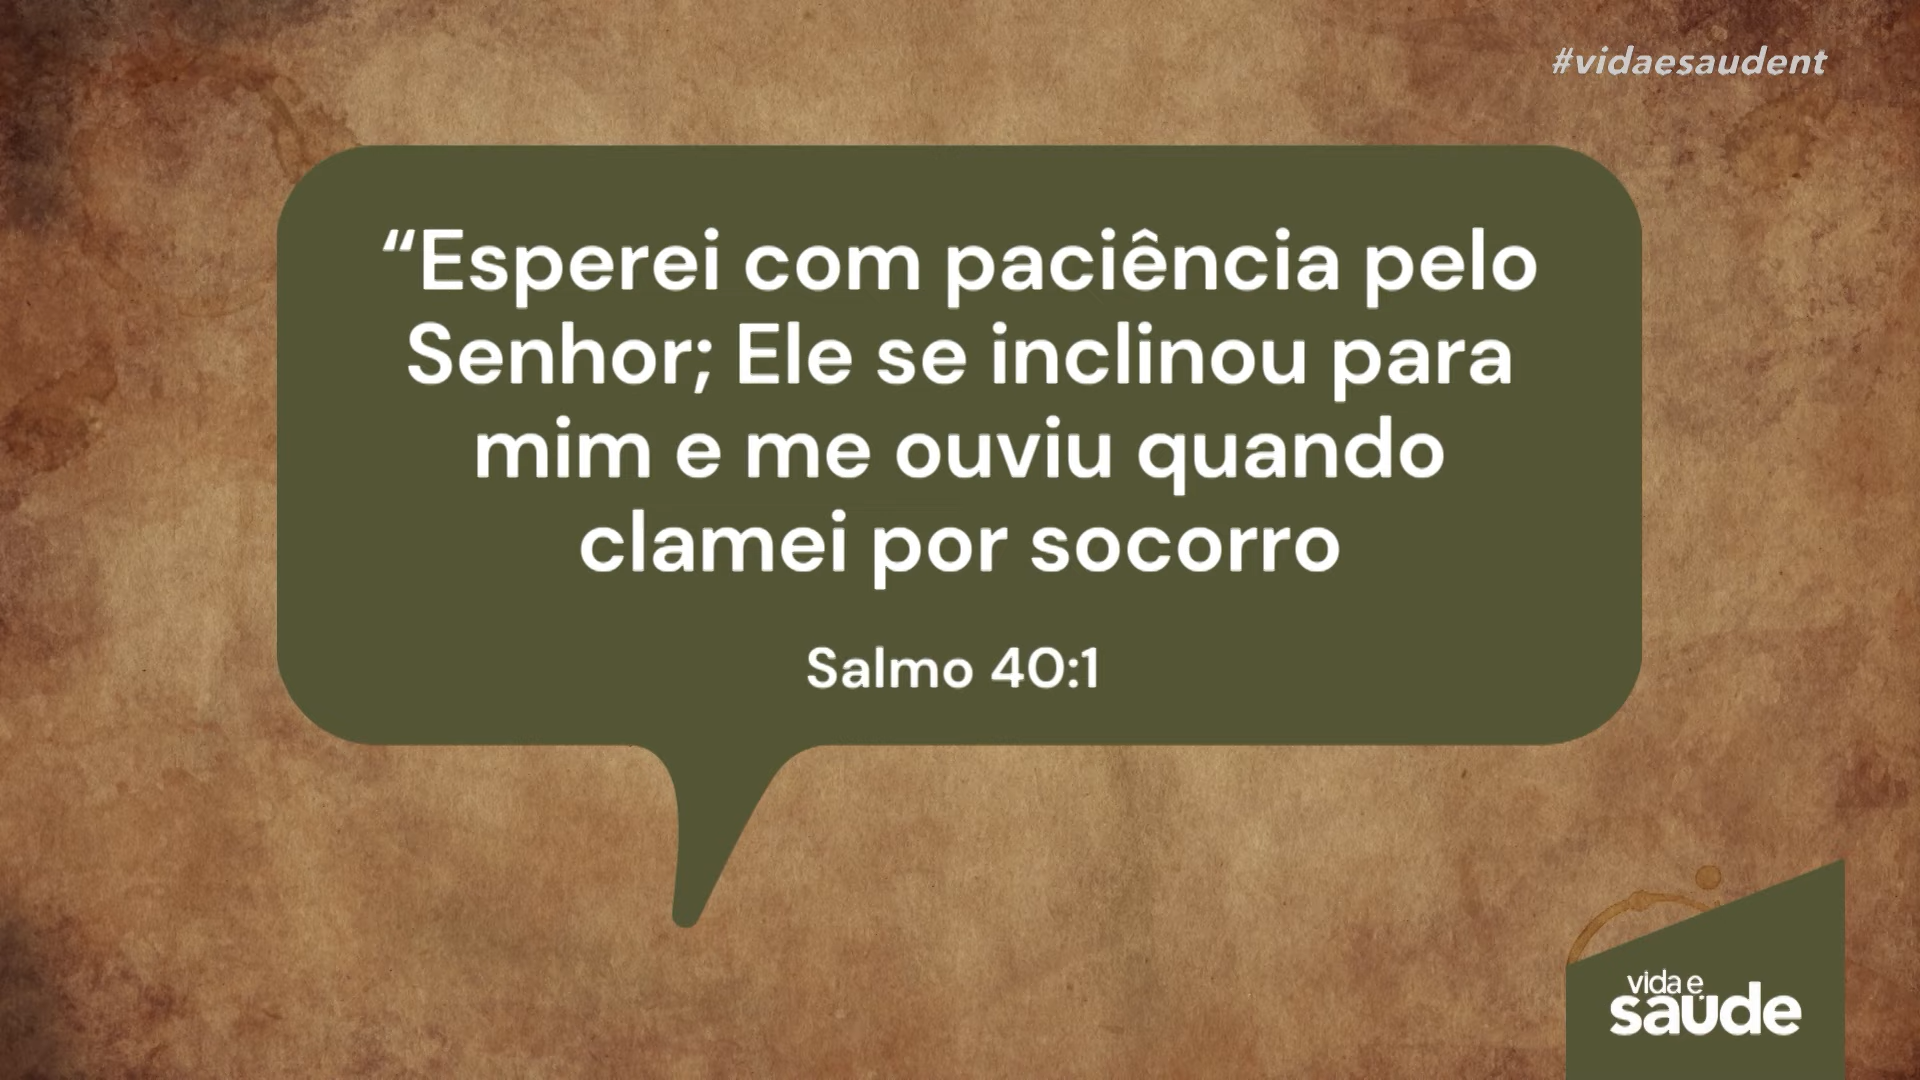 #vidaesaudent
“Esperei com paciência pelo
Senhor; Ele se inclinou para
mim e me ouviu quando
clamei por socorro
Salmo 40:1
vida e
saúde